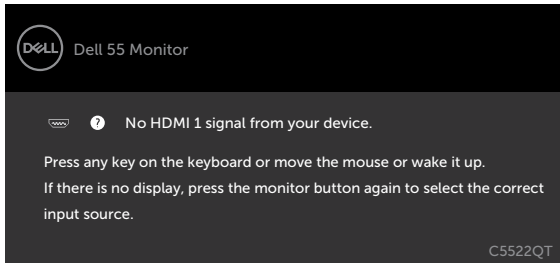 DELL Dell 55 Monitor
? No HDMI 1 signal from your device.
Press any key on the keyboard or move the mouse or wake it up.
If there is no display, press the monitor button again to select the correct
input source.
C5522QT